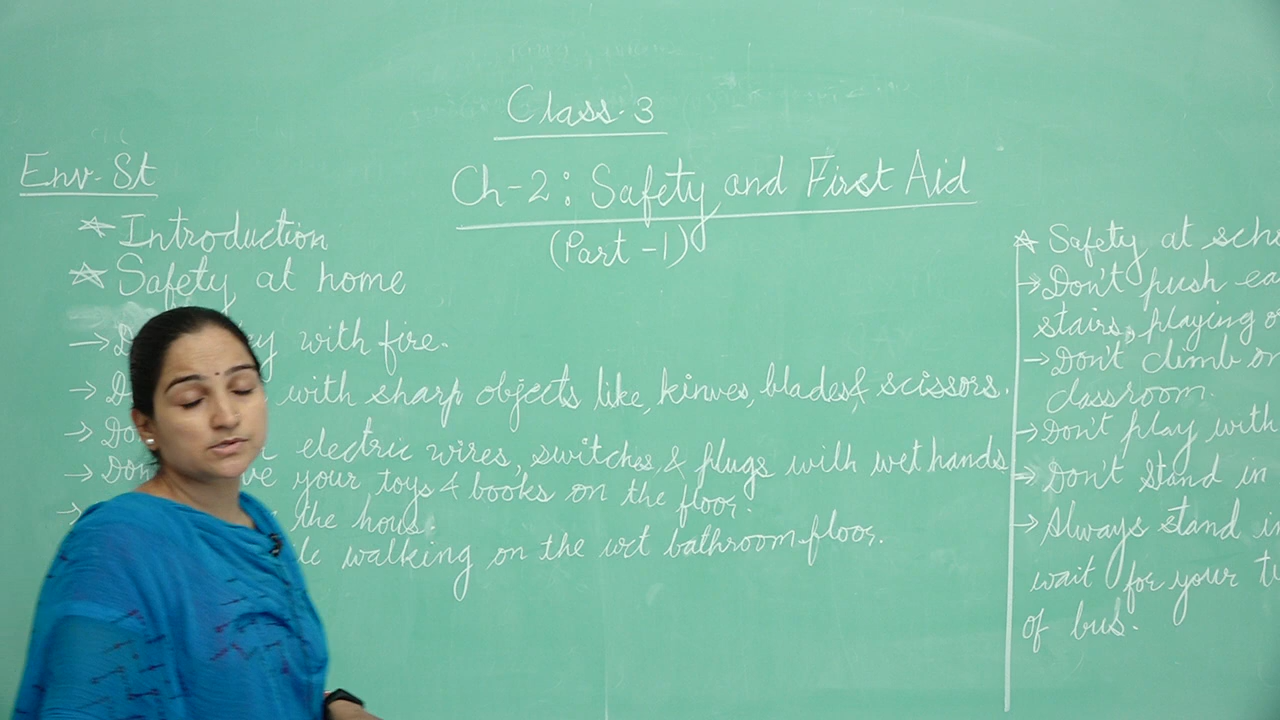 Class-3
Env-St
Ch-2: Safety and First Aid
(Part-1)
☆ Introduction
☆ Safety at home
→ with fire.
→ with sharp objects like, kinves, blades & scissors.
→ electric wires, switches, & plugs with wet hands
→ your toys & books on the floor.
→ the hous.
walking on the wet bathroom floor.
☆ Safety at
→ Don't push
stairs, playing
→ Don't climb on
classroom.
→ Don't play with
→ Don't stand in
→ Always stand
wait for your
of bus.